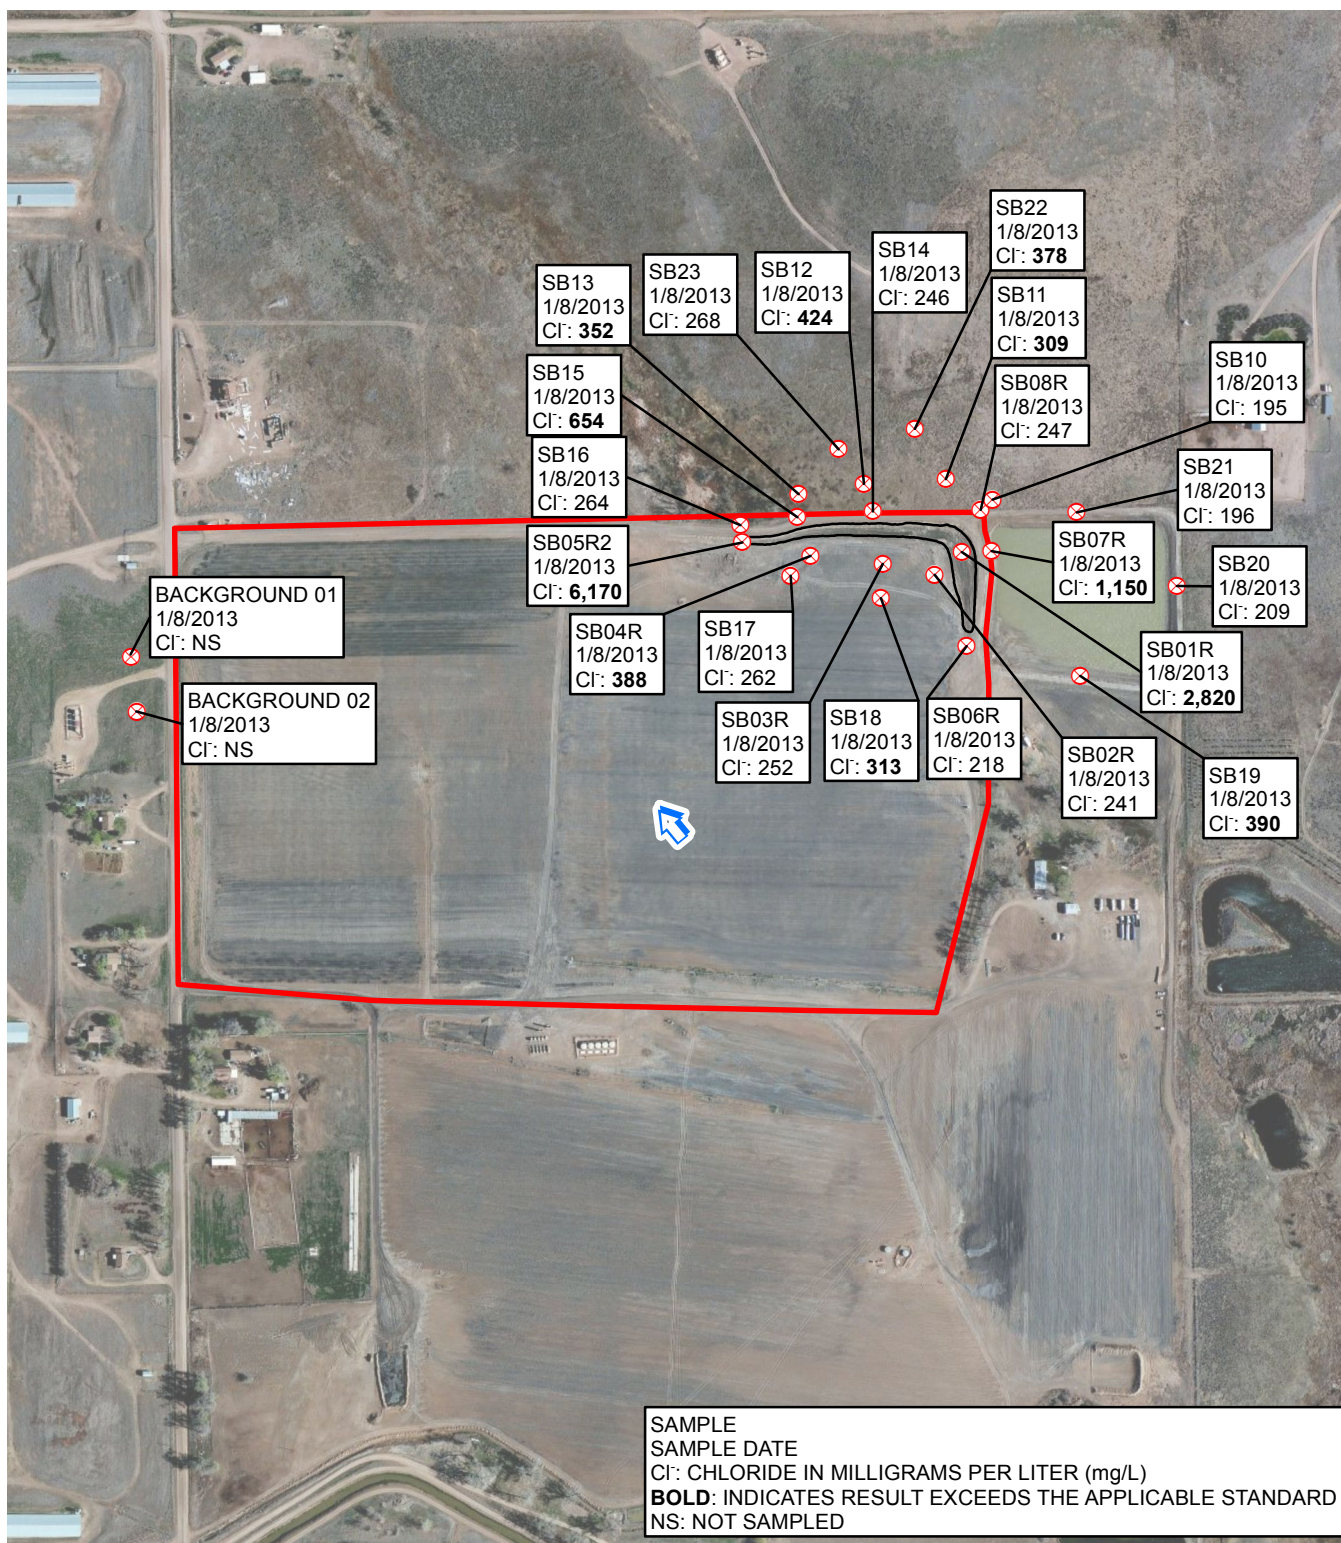 SB22
1/8/2013
Cl-: 378
SB14
1/8/2013
Cl-: 246
SB23
1/8/2013
Cl-: 268
SB12
1/8/2013
Cl-: 424
SB13
1/8/2013
Cl-: 352
SB11
1/8/2013
Cl-: 309
SB10
1/8/2013
Cl-: 195
SB15
1/8/2013
Cl-: 654
SB08R
1/8/2013
Cl-: 247
SB16
1/8/2013
Cl-: 264
SB21
1/8/2013
Cl-: 196
SB05R2
1/8/2013
Cl-: 6,170
SB07R
1/8/2013
Cl-: 1,150
SB20
1/8/2013
Cl-: 209
BACKGROUND 01
1/8/2013
Cl-: NS
SB04R
1/8/2013
Cl-: 388
SB17
1/8/2013
Cl-: 262
SB01R
1/8/2013
Cl-: 2,820
BACKGROUND 02
1/8/2013
Cl-: NS
SB03R
1/8/2013
Cl-: 252
SB18
1/8/2013
Cl-: 313
SB06R
1/8/2013
Cl-: 218
SB02R
1/8/2013
Cl-: 241
SB19
1/8/2013
Cl-: 390
SAMPLE
SAMPLE DATE
Cl-: CHLORIDE IN MILLIGRAMS PER LITER (mg/L)
BOLD: INDICATES RESULT EXCEEDS THE APPLICABLE STANDARD
NS: NOT SAMPLED